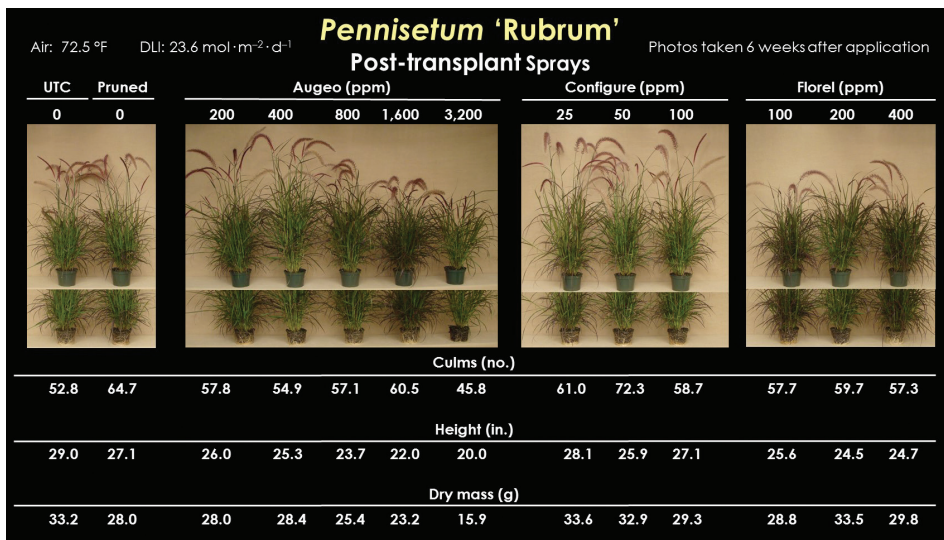 Pennisetum ‘Rubrum’
Air: 72.5 °F DLI: 23.6 mol·m⁻²·d⁻¹ Photos taken 6 weeks after application
Post-transplant Sprays
UTC Pruned Augeo (ppm) Configure (ppm) Florel (ppm)
0 0 200 400 800 1,600 3,200 25 50 100 100 200 400
Culms (no.)
52.8 64.7 57.8 54.9 57.1 60.5 45.8 61.0 72.3 58.7 57.7 59.7 57.3
Height (in.)
29.0 27.1 26.0 25.3 23.7 22.0 20.0 28.1 25.9 27.1 25.6 24.5 24.7
Dry mass (g)
33.2 28.0 28.0 28.4 25.4 23.2 15.9 33.6 32.9 29.3 28.8 33.5 29.8